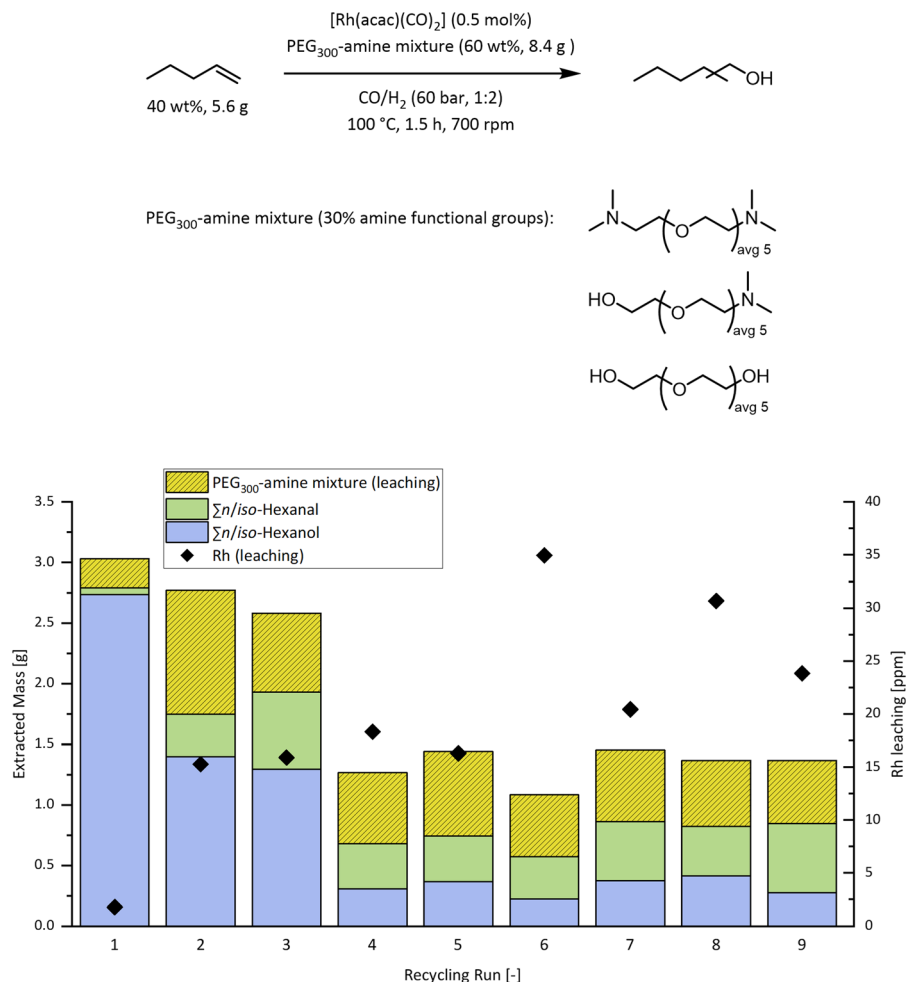 [Rh(acac)(CO)₂] (0.5 mol%)
PEG₃₀₀-amine mixture (60 wt%, 8.4 g )
OH
40 wt%, 5.6 g
CO/H₂ (60 bar, 1:2)
100 °C, 1.5 h, 700 rpm
PEG₃₀₀-amine mixture (30% amine functional groups):
N O N
avg 5
HO O N
avg 5
HO O OH
avg 5
PEG₃₀₀-amine mixture (leaching)
∑n/iso-Hexanal
∑n/iso-Hexanol
Rh (leaching)
Extracted Mass [g]
3.5
3.0
2.5
2.0
1.5
1.0
0.5
0.0
Rh leaching [ppm]
40
35
30
25
20
15
10
5
0
1 2 3 4 5 6 7 8 9
Recycling Run [-]